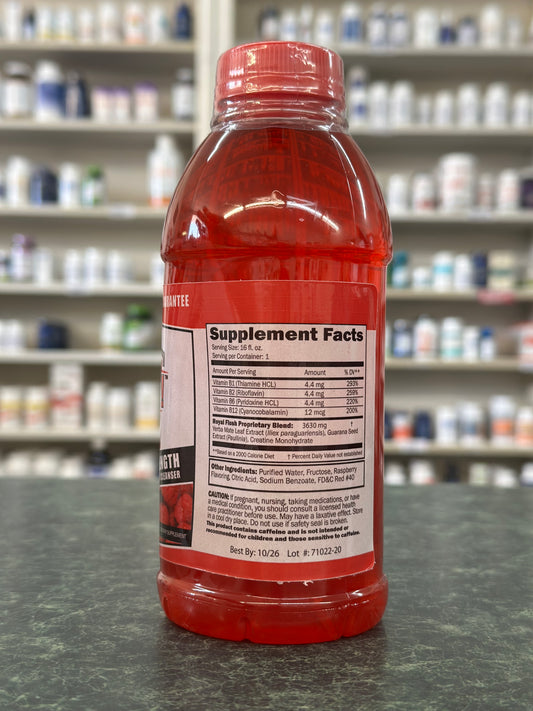 RANTEE
NGTH
EANSER
SUPPLEMENT
Supplement Facts
Serving Size: 16 fl. oz.
Serving per Container: 1
Amount Per Serving Amount % DV**
Vitamin B1 (Thiamine HCL) 4.4 mg 293%
Vitamin B2 (Riboflavin) 4.4 mg 259%
Vitamin B6 (Pyridoxine HCL) 4.4 mg 220%
Vitamin B12 (Cyanocobalamin) 12 mcg 200%
Royal Flush Proprietary Blend: 3630 mg †
Yerba Mate Leaf Extract (Illex paraguariensis), Guarana Seed
Extract (Paullinia), Creatine Monohydrate
**Based on a 2000 Calorie Diet † Percent Daily Value not established
Other Ingredients: Purified Water, Fructose, Raspberry
Flavoring, Citric Acid, Sodium Benzoate, FD&C Red #40
CAUTION: If pregnant, nursing, taking medications, or have
a medical condition, you should consult a licensed health
care practitioner before use. May have a laxative effect. Store
in a cool dry place. Do not use if safety seal is broken.
This product contains caffeine and is not intended or
recommended for children and those sensitive to caffeine.
Best By: 10/26 Lot #: 71022-20